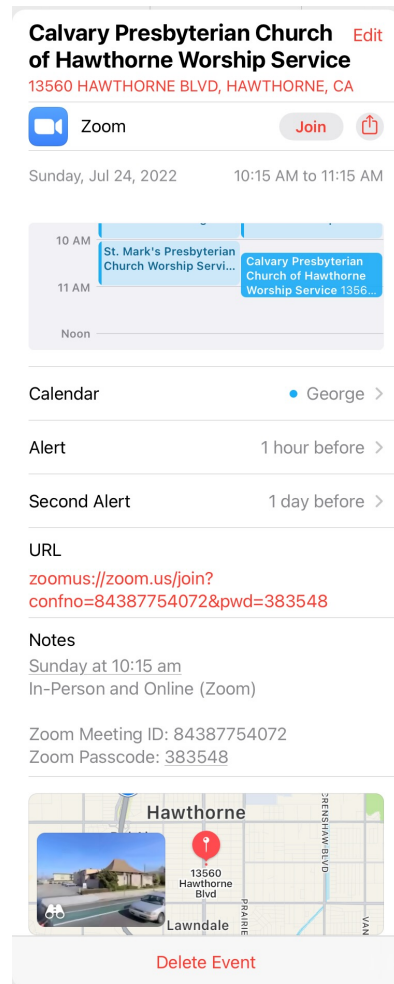 Calvary Presbyterian Church
of Hawthorne Worship Service
Edit
13560 HAWTHORNE BLVD, HAWTHORNE, CA
Zoom
Join
Sunday, Jul 24, 2022
10:15 AM to 11:15 AM
10 AM
St. Mark's Presbyterian
Church Worship Servi...
Calvary Presbyterian
Church of Hawthorne
Worship Service 1356...
11 AM
Noon
Calendar
George
Alert
1 hour before
Second Alert
1 day before
URL
zoomus://zoom.us/join?
confno=84387754072&pwd=383548
Notes
Sunday at 10:15 am
In-Person and Online (Zoom)
Zoom Meeting ID: 84387754072
Zoom Passcode: 383548
Hawthorne
CRENSHAW BLVD
13560
Hawthorne
Blvd
PRAIRIE
Lawndale
VAN
Delete Event